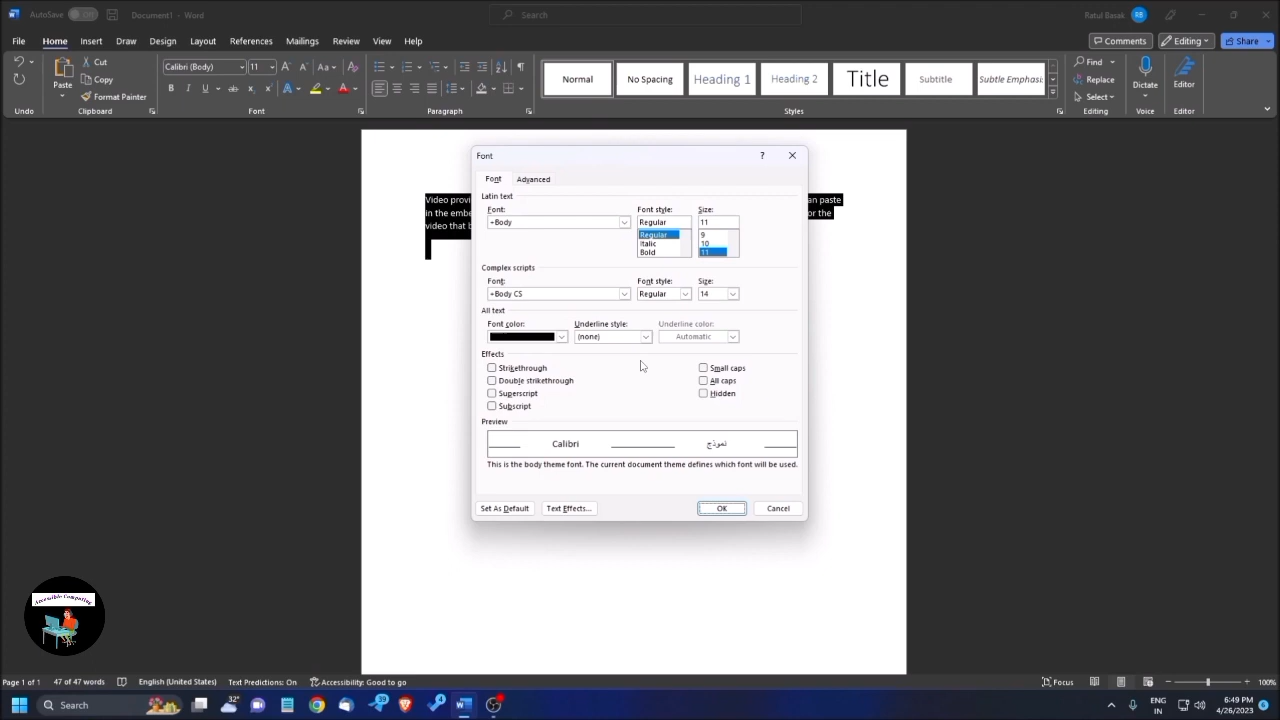 AutoSave Off Document1 - Word Search Ratul Basak RB
File Home Insert Draw Design Layout References Mailings Review View Help Comments Editing Share
Cut
Copy
Format Painter
Paste
Calibri (Body) 11
Normal No Spacing Heading 1 Heading 2 Title Subtitle Subtle Emphasis
Find
Replace
Select
Dictate Editor
Undo Clipboard Font Paragraph Styles Editing Voice Editor
Font
Font Advanced
Latin text
Font: Font style: Size:
+Body Regular 11
Regular 9
Italic 10
Bold 11
Complex scripts
Font: Font style: Size:
+Body CS Regular 14
All text
Font color: Underline style: Underline color:
(none) Automatic
Effects
Strikethrough Small caps
Double strikethrough All caps
Superscript Hidden
Subscript
Preview
Calibri نموذج
This is the body theme font. The current document theme defines which font will be used.
Set As Default Text Effects... OK Cancel
Video provi an paste
in the embe or the
video that b
Accessible Computing
Page 1 of 1 47 of 47 words English (United States) Text Predictions: On Accessibility: Good to go Focus 100%
Search 32° 39 4 ENG IN 6:49 PM 4/26/2023